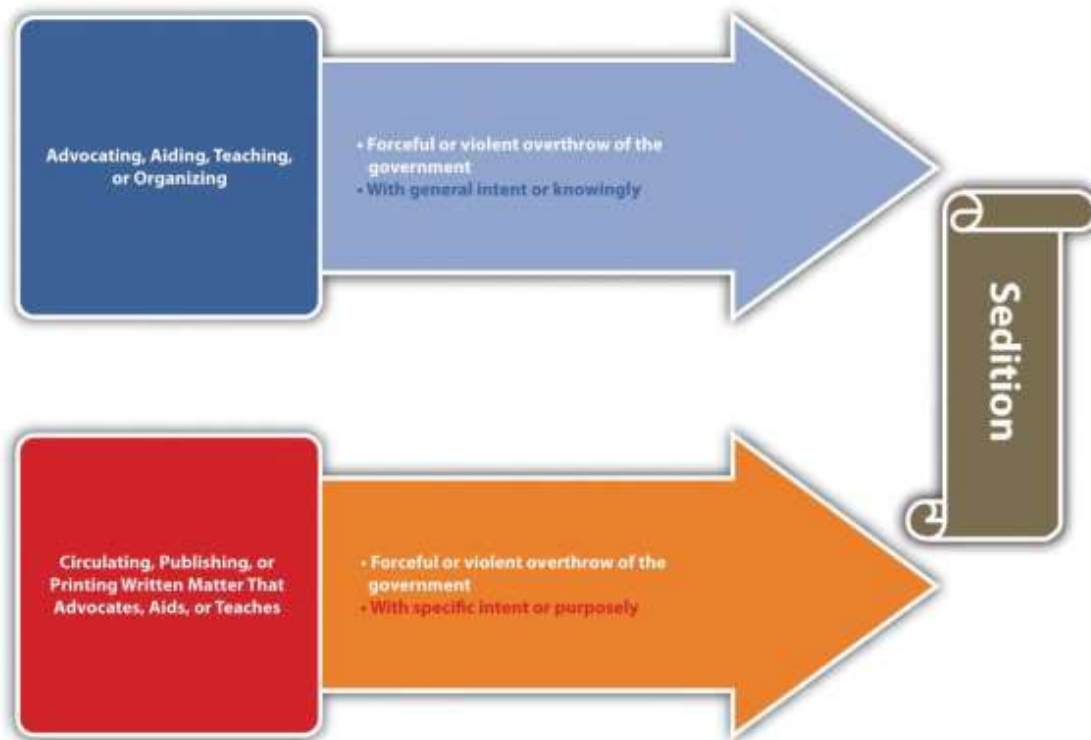 Advocating, Aiding, Teaching,
or Organizing
• Forceful or violent overthrow of the
government
• With general intent or knowingly
Sedition
Circulating, Publishing, or
Printing Written Matter That
Advocates, Aids, or Teaches
• Forceful or violent overthrow of the
government
• With specific intent or purposely